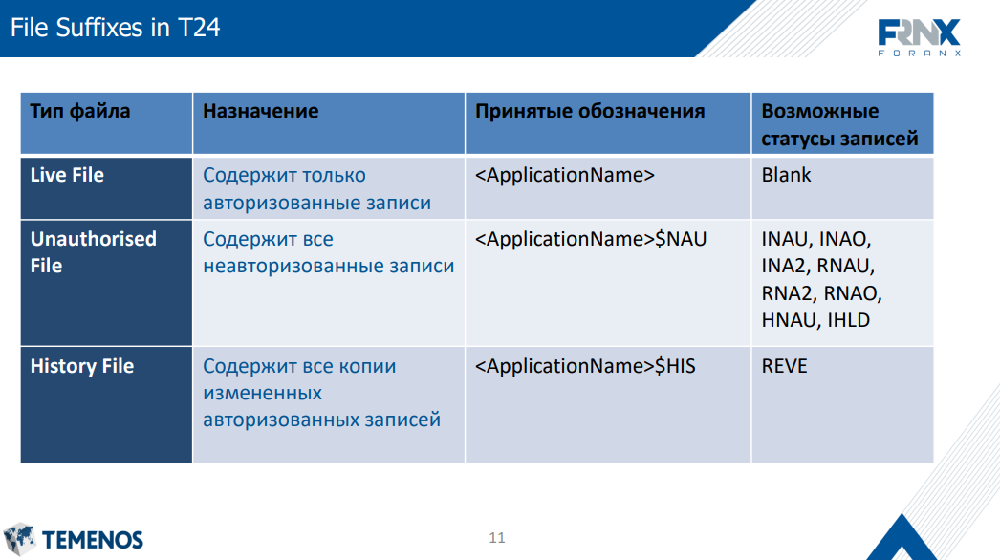 File Suffixes in T24
FRNX
FORANX
Тип файла
Назначение
Принятые обозначения
Возможные
статусы записей
Live File
Содержит только
авторизованные записи
<ApplicationName>
Blank
Unauthorised
File
Содержит все
неавторизованные записи
<ApplicationName>$NAU
INAU, INAO,
INA2, RNAU,
RNA2, RNAO,
HNAU, IHLD
History File
Содержит все копии
измененных
авторизованных записей
<ApplicationName>$HIS
REVE
TEMENOS
11